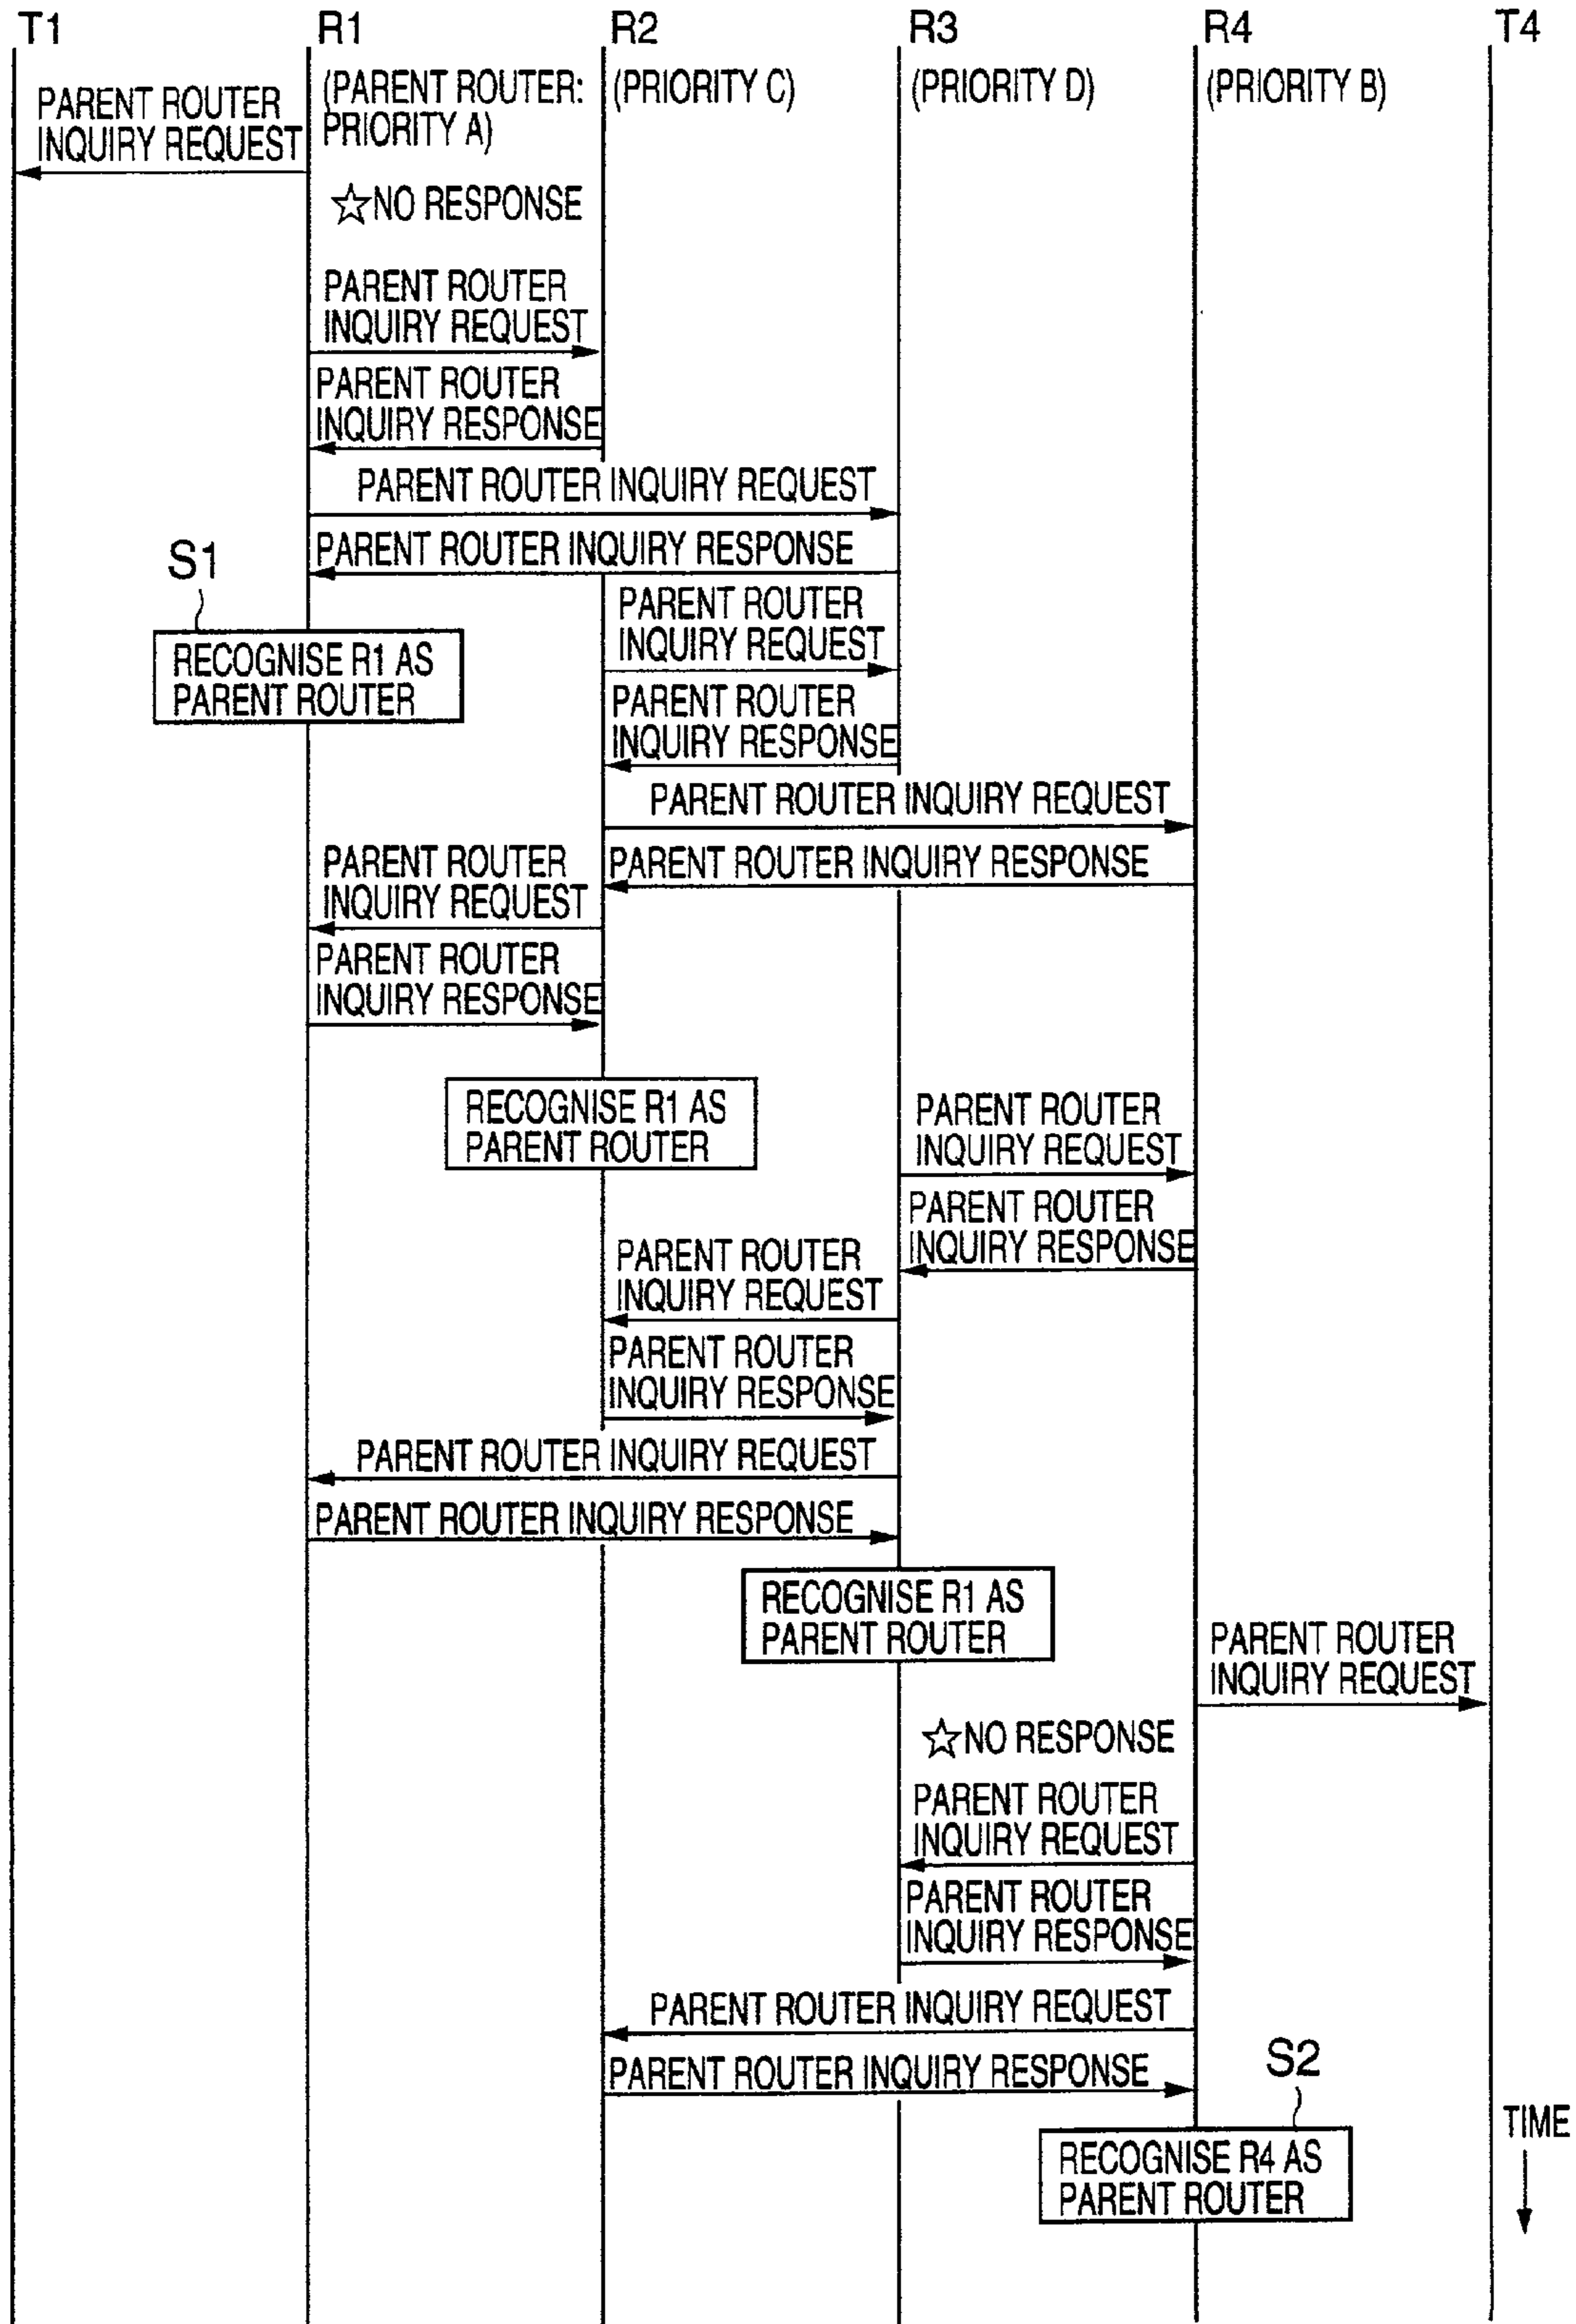 T1
R1
R2
R3
R4
T4
PARENT ROUTER
INQUIRY REQUEST
(PARENT ROUTER:
PRIORITY A)
(PRIORITY C)
(PRIORITY D)
(PRIORITY B)
☆NO RESPONSE
PARENT ROUTER
INQUIRY REQUEST
PARENT ROUTER
INQUIRY RESPONSE
PARENT ROUTER INQUIRY REQUEST
PARENT ROUTER INQUIRY RESPONSE
S1
RECOGNISE R1 AS
PARENT ROUTER
PARENT ROUTER
INQUIRY REQUEST
PARENT ROUTER
INQUIRY RESPONSE
PARENT ROUTER INQUIRY REQUEST
PARENT ROUTER INQUIRY RESPONSE
PARENT ROUTER
INQUIRY REQUEST
PARENT ROUTER
INQUIRY RESPONSE
RECOGNISE R1 AS
PARENT ROUTER
PARENT ROUTER
INQUIRY REQUEST
PARENT ROUTER
INQUIRY RESPONSE
PARENT ROUTER
INQUIRY REQUEST
PARENT ROUTER
INQUIRY RESPONSE
PARENT ROUTER INQUIRY REQUEST
PARENT ROUTER INQUIRY RESPONSE
RECOGNISE R1 AS
PARENT ROUTER
PARENT ROUTER
INQUIRY REQUEST
☆NO RESPONSE
PARENT ROUTER
INQUIRY REQUEST
PARENT ROUTER
INQUIRY RESPONSE
PARENT ROUTER INQUIRY REQUEST
PARENT ROUTER INQUIRY RESPONSE
S2
RECOGNISE R4 AS
PARENT ROUTER
TIME